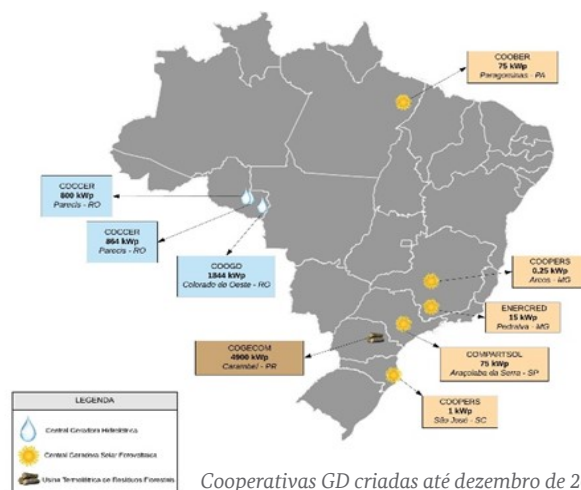 COOBER
75 kWp
Paragominas - PA
COCCER
800 kWp
Parecis - RO
COCCER
864 kWp
Parecis - RO
COOGD
1844 kWp
Colorado do Oeste - RO
COOPERS
0.25 kWp
Arcos - MG
ENERCRED
15 kWp
Pedralva - MG
COGECOM
4900 kWp
Carambeí - PR
COMPARTSOL
75 kWp
Araçoiaba da Serra - SP
COOPERS
1 kWp
São José - SC
LEGENDA
Central Geradora Hidrelétrica
Central Geradora Solar Fotovoltaica
Usina Termelétrica de Resíduos Florestais
Cooperativas GD criadas até dezembro de 2